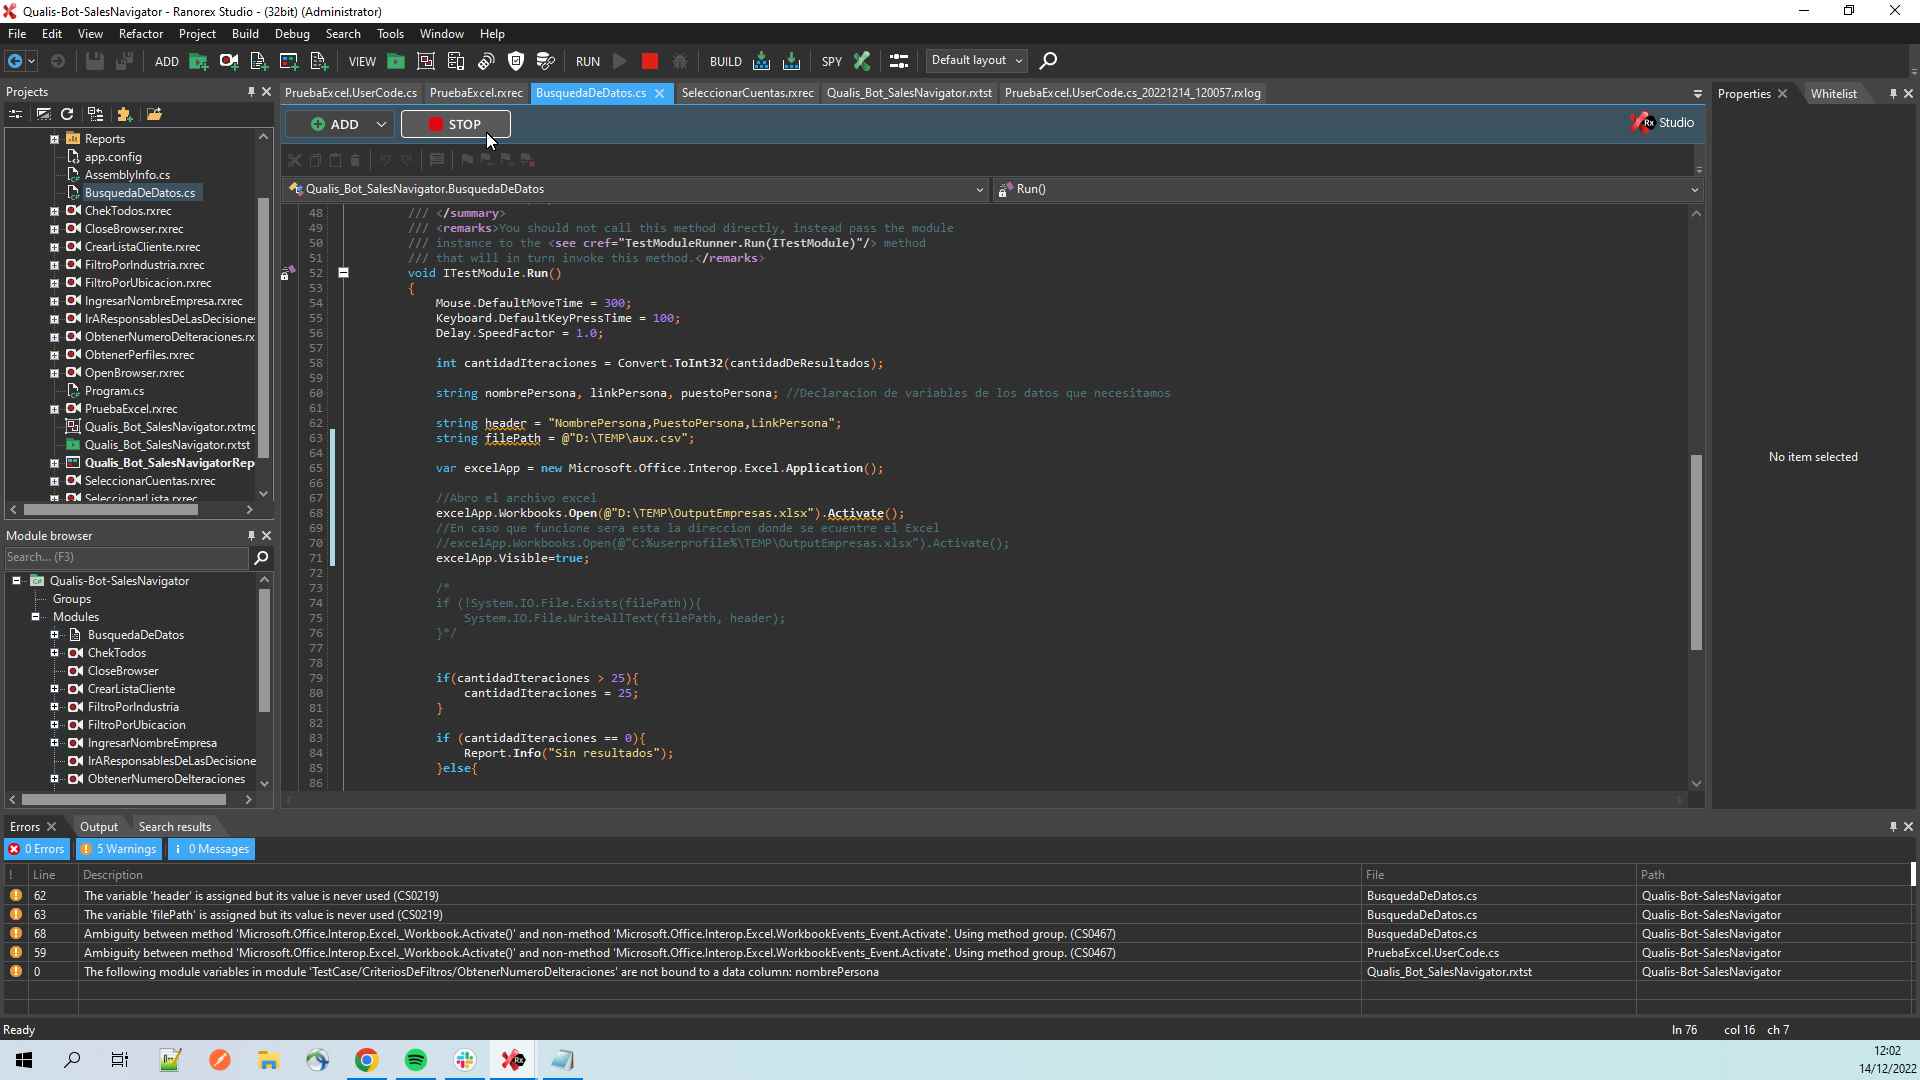 Qualis-Bot-SalesNavigator - Ranorex Studio - (32bit) (Administrator)
File Edit View Refactor Project Build Debug Search Tools Window Help
ADD VIEW RUN BUILD SPY Default layout
Projects
PruebaExcel.UserCode.cs PruebaExcel.rxrec BusquedaDeDatos.cs SeleccionarCuentas.rxrec Qualis_Bot_SalesNavigator.rxtst PruebaExcel.UserCode.cs_20221214_120057.rxlog
Properties Whitelist
ADD STOP
Rx Studio
Qualis_Bot_SalesNavigator.BusquedaDeDatos Run()
Reports
app.config
AssemblyInfo.cs
BusquedaDeDatos.cs
ChekTodos.rxrec
CloseBrowser.rxrec
CrearListaCliente.rxrec
FiltroPorIndustria.rxrec
FiltroPorUbicacion.rxrec
IngresarNombreEmpresa.rxrec
IrAResponsablesDeLasDecisiones
ObtenerNumeroDeIteraciones.rx
ObtenerPerfiles.rxrec
OpenBrowser.rxrec
Program.cs
PruebaExcel.rxrec
Qualis_Bot_SalesNavigator.rxtmg
Qualis_Bot_SalesNavigator.rxtst
Qualis_Bot_SalesNavigatorRep
SeleccionarCuentas.rxrec
SeleccionarLista.rxrec
Module browser
Search... (F3)
Qualis-Bot-SalesNavigator
Groups
Modules
BusquedaDeDatos
ChekTodos
CloseBrowser
CrearListaCliente
FiltroPorIndustria
FiltroPorUbicacion
IngresarNombreEmpresa
IrAResponsablesDeLasDecisione
ObtenerNumeroDeIteraciones
48 /// </summary>
49 /// <remarks>You should not call this method directly, instead pass the module
50 /// instance to the <see cref="TestModuleRunner.Run(ITestModule)"/> method
51 /// that will in turn invoke this method.</remarks>
52 void ITestModule.Run()
53 {
54 Mouse.DefaultMoveTime = 300;
55 Keyboard.DefaultKeyPressTime = 100;
56 Delay.SpeedFactor = 1.0;
57
58 int cantidadIteraciones = Convert.ToInt32(cantidadDeResultados);
59
60 string nombrePersona, linkPersona, puestoPersona; //Declaracion de variables de los datos que necesitamos
61
62 string header = "NombrePersona,PuestoPersona,LinkPersona";
63 string filePath = @"D:\TEMP\aux.csv";
64
65 var excelApp = new Microsoft.Office.Interop.Excel.Application();
66
67 //Abro el archivo excel
68 excelApp.Workbooks.Open(@"D:\TEMP\OutputEmpresas.xlsx").Activate();
69 //En caso que funcione sera esta la direccion donde se ecuentre el Excel
70 //excelApp.Workbooks.Open(@"C:%userprofile%\TEMP\OutputEmpresas.xlsx").Activate();
71 excelApp.Visible=true;
72
73 /*
74 if (!System.IO.File.Exists(filePath)){
75 System.IO.File.WriteAllText(filePath, header);
76 }*/
77
78
79 if(cantidadIteraciones > 25){
80 cantidadIteraciones = 25;
81 }
82
83 if (cantidadIteraciones == 0){
84 Report.Info("Sin resultados");
85 }else{
86
No item selected
Errors Output Search results
0 Errors 5 Warnings 0 Messages
! Line Description File Path
62 The variable 'header' is assigned but its value is never used (CS0219) BusquedaDeDatos.cs Qualis-Bot-SalesNavigator
63 The variable 'filePath' is assigned but its value is never used (CS0219) BusquedaDeDatos.cs Qualis-Bot-SalesNavigator
68 Ambiguity between method 'Microsoft.Office.Interop.Excel._Workbook.Activate()' and non-method 'Microsoft.Office.Interop.Excel.WorkbookEvents_Event.Activate'. Using method group. (CS0467) BusquedaDeDatos.cs Qualis-Bot-SalesNavigator
59 Ambiguity between method 'Microsoft.Office.Interop.Excel._Workbook.Activate()' and non-method 'Microsoft.Office.Interop.Excel.WorkbookEvents_Event.Activate'. Using method group. (CS0467) PruebaExcel.UserCode.cs Qualis-Bot-SalesNavigator
0 The following module variables in module 'TestCase/CriteriosDeFiltros/ObtenerNumeroDeIteraciones' are not bound to a data column: nombrePersona Qualis_Bot_SalesNavigator.rxtst Qualis-Bot-SalesNavigator
Ready ln 76 col 16 ch 7
12:02
14/12/2022